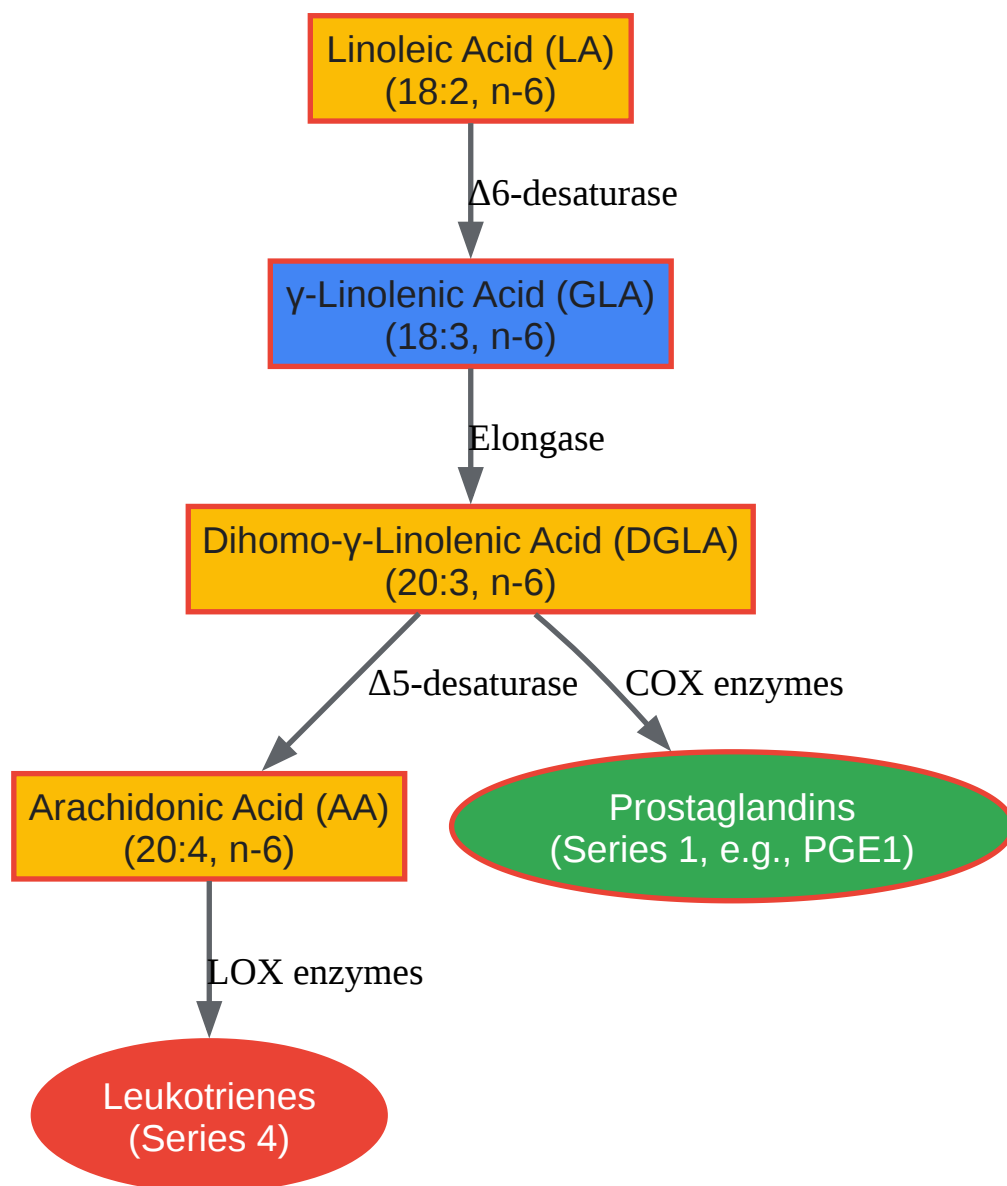 Linoleic Acid (LA)
(18:2, n-6)
Δ6-desaturase
γ-Linolenic Acid (GLA)
(18:3, n-6)
Elongase
Dihomo-γ-Linolenic Acid (DGLA)
(20:3, n-6)
Δ5-desaturase
COX enzymes
Arachidonic Acid (AA)
(20:4, n-6)
Prostaglandins
(Series 1, e.g., PGE1)
LOX enzymes
Leukotrienes
(Series 4)